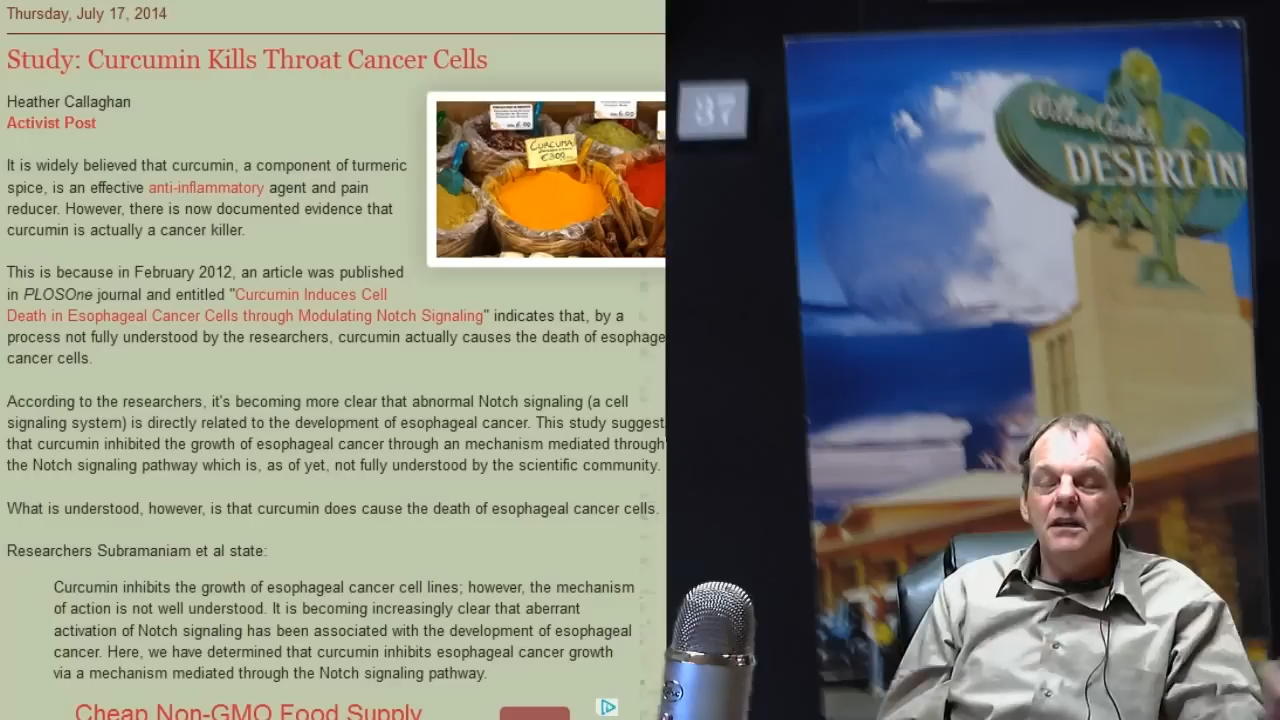 Thursday, July 17, 2014
Study: Curcumin Kills Throat Cancer Cells
Heather Callaghan
Activist Post
It is widely believed that curcumin, a component of turmeric
spice, is an effective anti-inflammatory agent and pain
reducer. However, there is now documented evidence that
curcumin is actually a cancer killer.
This is because in February 2012, an article was published
in PLOSOne journal and entitled "Curcumin Induces Cell
Death in Esophageal Cancer Cells through Modulating Notch Signaling" indicates that, by a
process not fully understood by the researchers, curcumin actually causes the death of esophage
cancer cells.
According to the researchers, it's becoming more clear that abnormal Notch signaling (a cell
signaling system) is directly related to the development of esophageal cancer. This study suggest
that curcumin inhibited the growth of esophageal cancer through an mechanism mediated through
the Notch signaling pathway which is, as of yet, not fully understood by the scientific community.
What is understood, however, is that curcumin does cause the death of esophageal cancer cells.
Researchers Subramaniam et al state:
Curcumin inhibits the growth of esophageal cancer cell lines; however, the mechanism
of action is not well understood. It is becoming increasingly clear that aberrant
activation of Notch signaling has been associated with the development of esophageal
cancer. Here, we have determined that curcumin inhibits esophageal cancer growth
via a mechanism mediated through the Notch signaling pathway.
Cheap Non-GMO Food Supply
CURCUMA
€3.00
37
Wilbur Clark's
DESERT INN